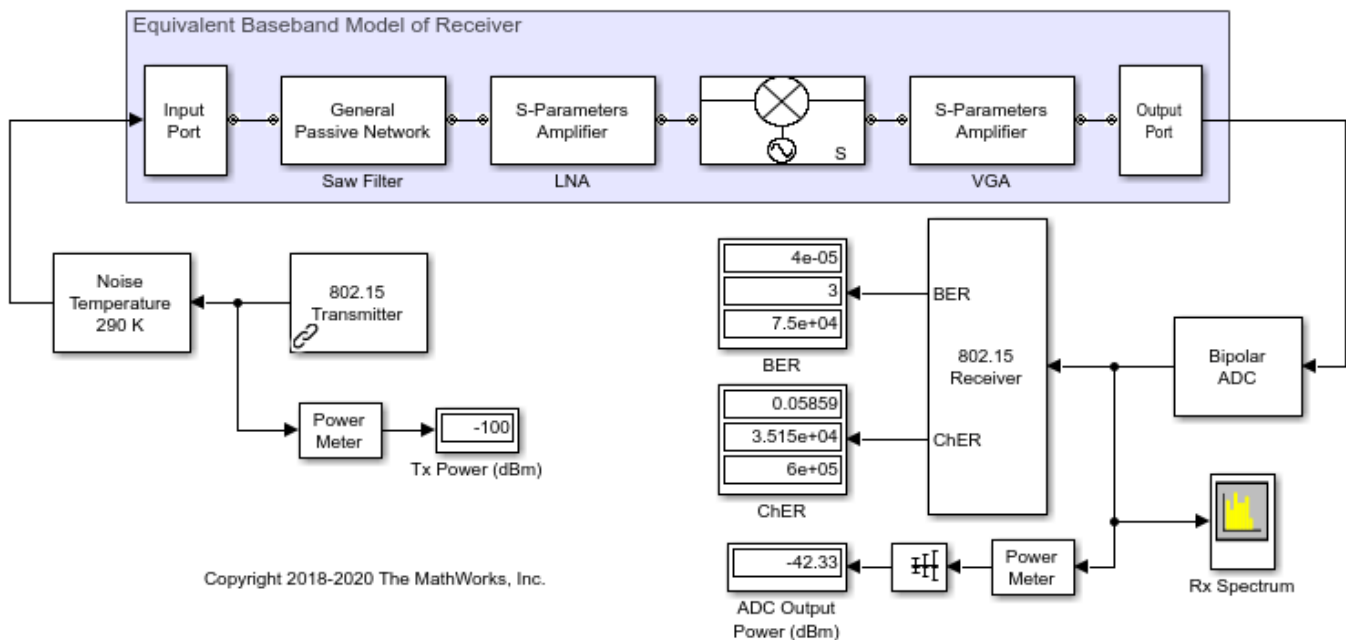 Equivalent Baseband Model of Receiver
Input
Port
General
Passive Network
Saw Filter
S-Parameters
Amplifier
LNA
S
S-Parameters
Amplifier
VGA
Output
Port
Noise
Temperature
290 K
802.15
Transmitter
Power
Meter
-100
Tx Power (dBm)
4e-05
3
7.5e+04
BER
0.05859
3.515e+04
6e+05
ChER
BER
802.15
Receiver
ChER
Bipolar
ADC
-42.33
ADC Output
Power (dBm)
Power
Meter
Rx Spectrum
Copyright 2018-2020 The MathWorks, Inc.